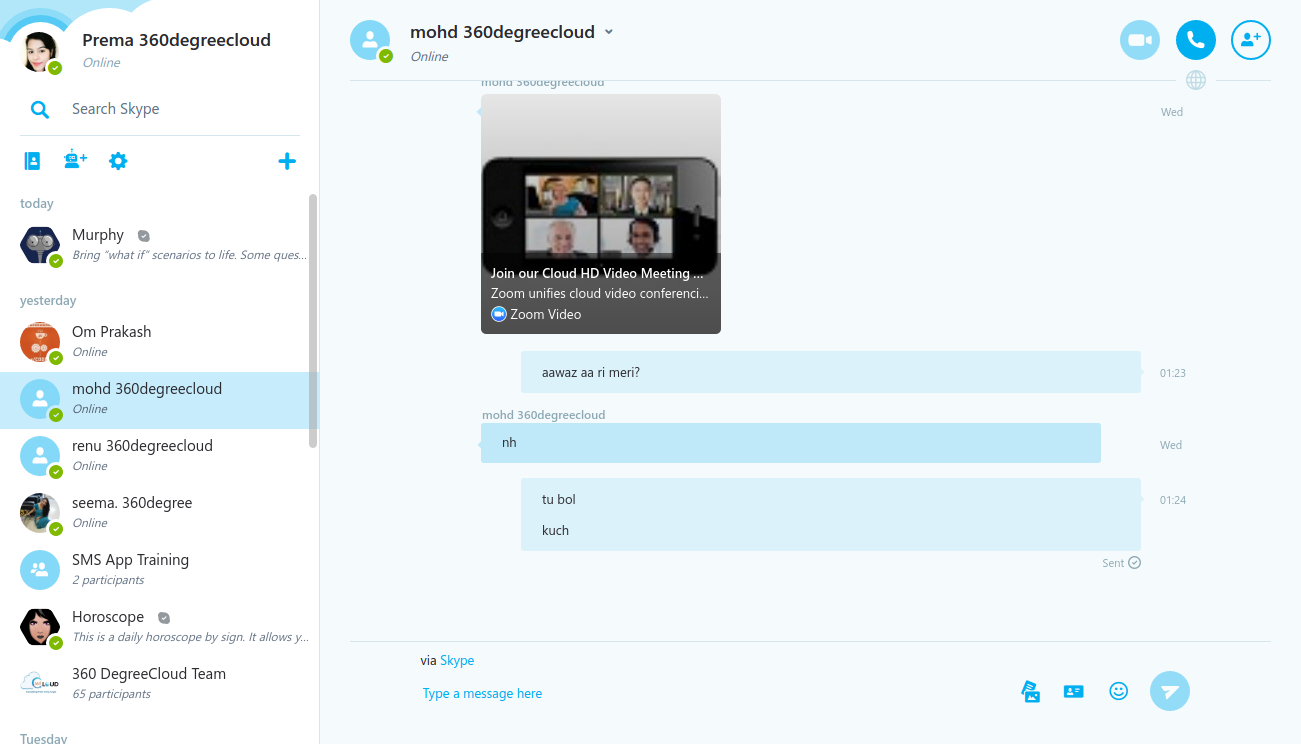 Prema 360degreecloud
Online
Search Skype
today
Murphy
Bring “what if” scenarios to life. Some ques...
yesterday
Om Prakash
Online
mohd 360degreecloud
Online
renu 360degreecloud
Online
seema. 360degree
Online
SMS App Training
2 participants
Horoscope
This is a daily horoscope by sign. It allows y...
360 DegreeCloud Team
65 participants
Tuesday
mohd 360degreecloud
Online
mohd 360degreecloud
Wed
Join our Cloud HD Video Meeting ...
Zoom unifies cloud video conferenci...
Zoom Video
aawaz aa ri meri?
01:23
mohd 360degreecloud
nh
Wed
tu bol
01:24
kuch
Sent
via Skype
Type a message here